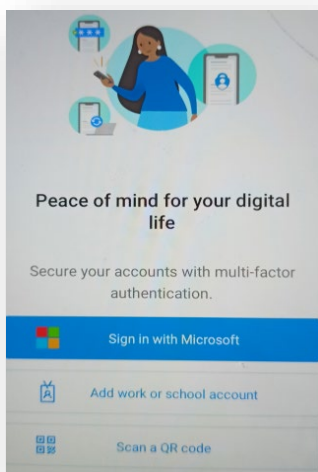 Peace of mind for your digital
life
Secure your accounts with multi-factor
authentication.
Sign in with Microsoft
Add work or school account
Scan a QR code